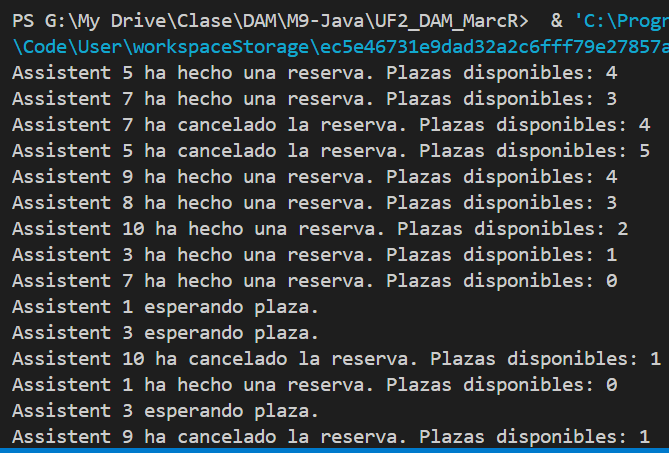 PS G:\My Drive\Clase\DAM\M9-Java\UF2_DAM_MarcR>  & 'C:\Progr
\Code\User\workspaceStorage\ec5e46731e9dad32a2c6fff79e27857a
Assistent 5 ha hecho una reserva. Plazas disponibles: 4
Assistent 7 ha hecho una reserva. Plazas disponibles: 3
Assistent 7 ha cancelado la reserva. Plazas disponibles: 4
Assistent 5 ha cancelado la reserva. Plazas disponibles: 5
Assistent 9 ha hecho una reserva. Plazas disponibles: 4
Assistent 8 ha hecho una reserva. Plazas disponibles: 3
Assistent 10 ha hecho una reserva. Plazas disponibles: 2
Assistent 3 ha hecho una reserva. Plazas disponibles: 1
Assistent 7 ha hecho una reserva. Plazas disponibles: 0
Assistent 1 esperando plaza.
Assistent 3 esperando plaza.
Assistent 10 ha cancelado la reserva. Plazas disponibles: 1
Assistent 1 ha hecho una reserva. Plazas disponibles: 0
Assistent 3 esperando plaza.
Assistent 9 ha cancelado la reserva. Plazas disponibles: 1